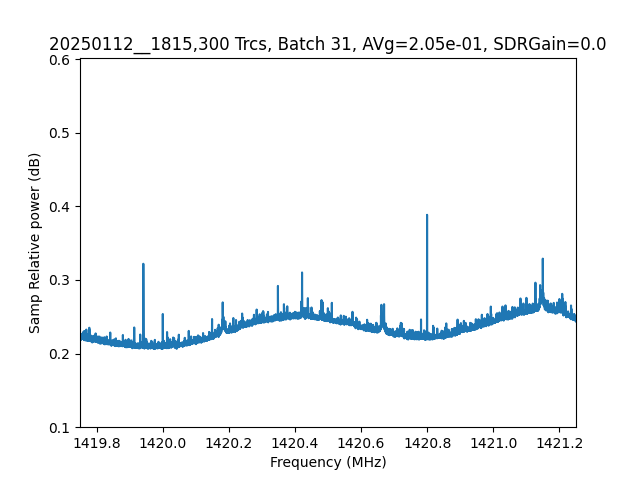 20250112__1815,300 Trcs, Batch 31, AVg=2.05e-01, SDRGain=0.0
0.6
0.5
0.4
0.3
0.2
0.1
Samp Relative power (dB)
1419.8 1420.0 1420.2 1420.4 1420.6 1420.8 1421.0 1421.2
Frequency (MHz)